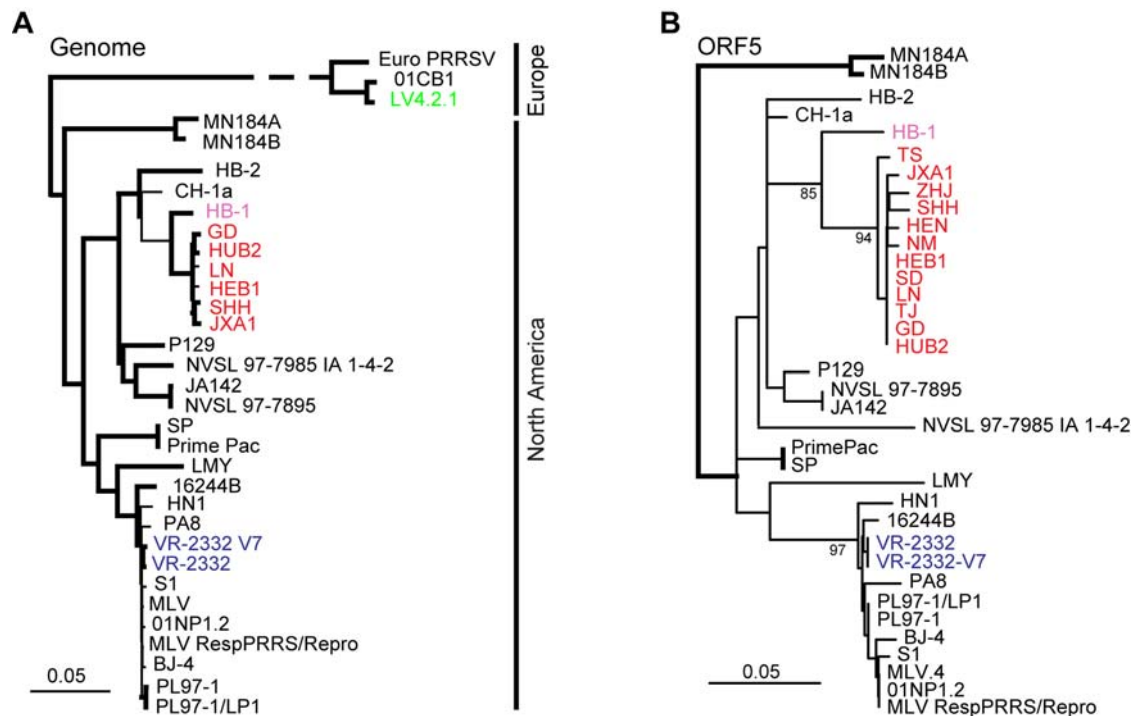 A
Genome
Euro PRRSV
01CB1
LV4.2.1
MN184A
MN184B
HB-2
CH-1a
HB-1
GD
HUB2
LN
HEB1
SHH
JXA1
P129
NVSL 97-7985 IA 1-4-2
JA142
NVSL 97-7895
SP
Prime Pac
LMY
16244B
HN1
PA8
VR-2332 V7
VR-2332
S1
MLV
01NP1.2
MLV RespPRRS/Repro
BJ-4
PL97-1
PL97-1/LP1
0.05
Europe
North America
B
ORF5
MN184A
MN184B
HB-2
CH-1a
HB-1
TS
JXA1
ZHJ
SHH
HEN
NM
HEB1
SD
LN
TJ
GD
HUB2
85
94
P129
NVSL 97-7895
JA142
NVSL 97-7985 IA 1-4-2
PrimePac
SP
LMY
HN1
16244B
VR-2332
VR-2332-V7
97
PA8
PL97-1/LP1
PL97-1
BJ-4
S1
MLV.4
01NP1.2
MLV RespPRRS/Repro
0.05